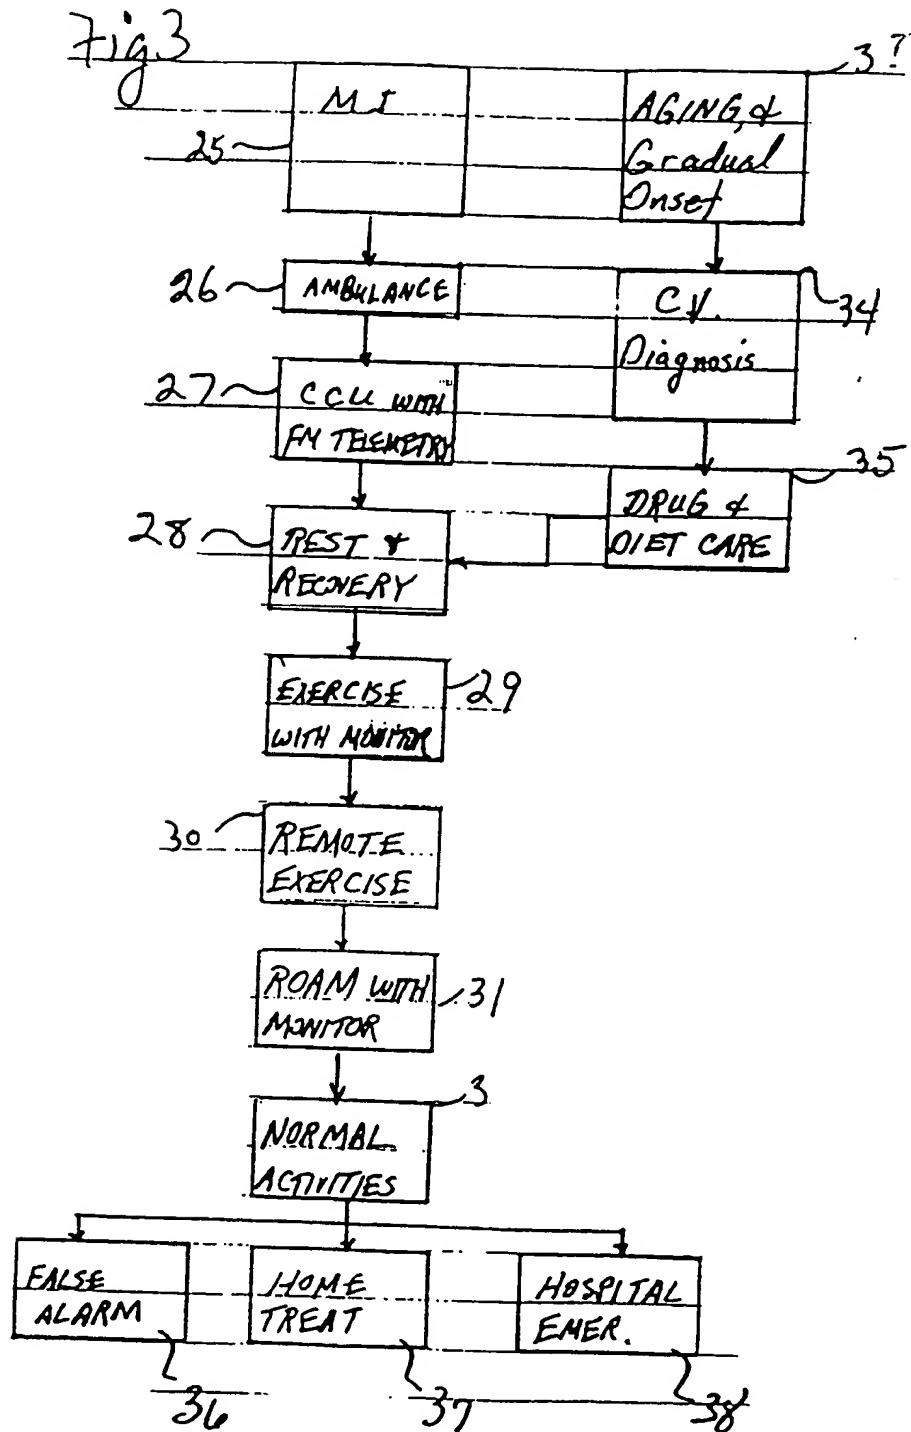 Fig 3
MI
25
AGING, &
Gradual
Onset
3?
26
AMBULANCE
C.V.
Diagnosis
34
27
CCU WITH
FM TELEMETRY
DRUG &
DIET CARE
35
28
REST &
RECOVERY
EXERCISE
WITH MONITOR
29
30
REMOTE
EXERCISE
ROAM WITH
MONITOR
31
3
NORMAL
ACTIVITIES
FALSE
ALARM
36
HOME
TREAT
37
HOSPITAL
EMER.
38